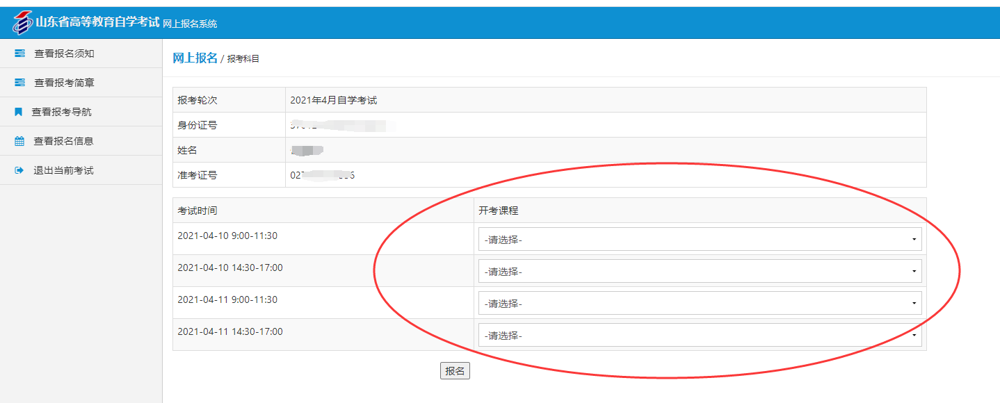 山东省高等教育自学考试 网上报名系统
查看报名须知
查看报考简章
查看报考导航
查看报名信息
退出当前考试
网上报名 / 报考科目
报考轮次 2021年4月自学考试
身份证号
姓名
准考证号 027
考试时间 开考课程
2021-04-10 9:00-11:30 -请选择-
2021-04-10 14:30-17:00 -请选择-
2021-04-11 9:00-11:30 -请选择-
2021-04-11 14:30-17:00 -请选择-
报名